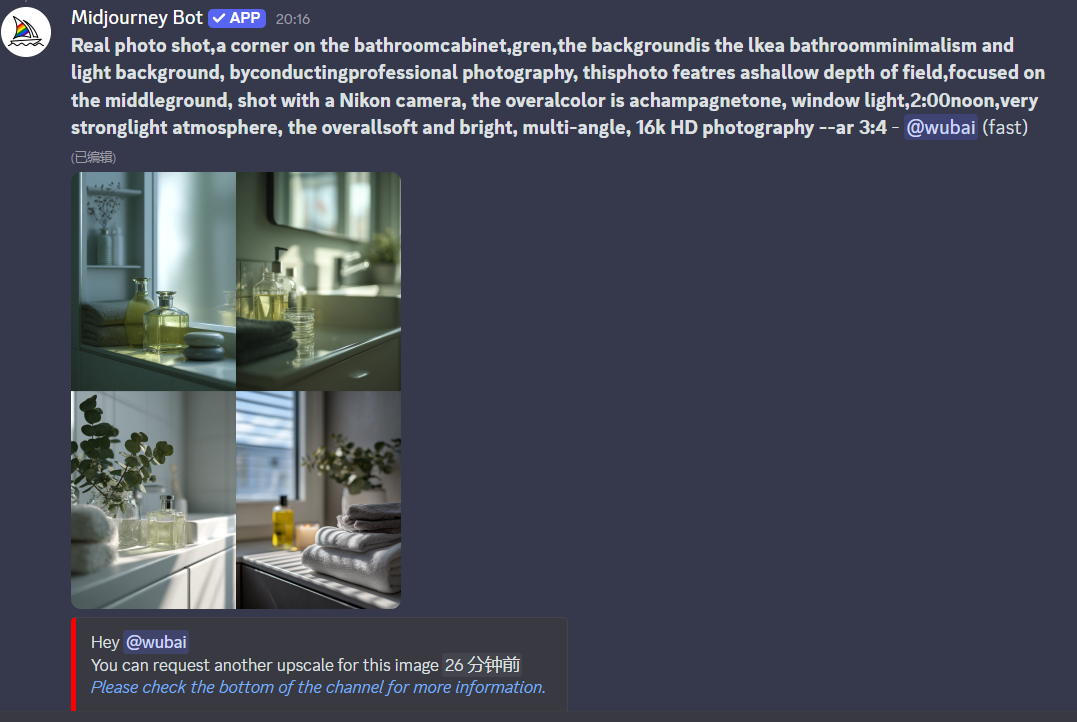 Midjourney Bot ✓ APP 20:16
Real photo shot,a corner on the bathroomcabinet,gren,the backgroundis the lkea bathroomminimalism and
light background, byconductingprofessional photography, thisphoto featres ashallow depth of field,focused on
the middleground, shot with a Nikon camera, the overalcolor is achampagnetone, window light,2:00noon,very
stronglight atmosphere, the overallsoft and bright, multi-angle, 16k HD photography --ar 3:4 - @wubai (fast)
(已编辑)
Hey @wubai
You can request another upscale for this image 26 分钟前
Please check the bottom of the channel for more information.